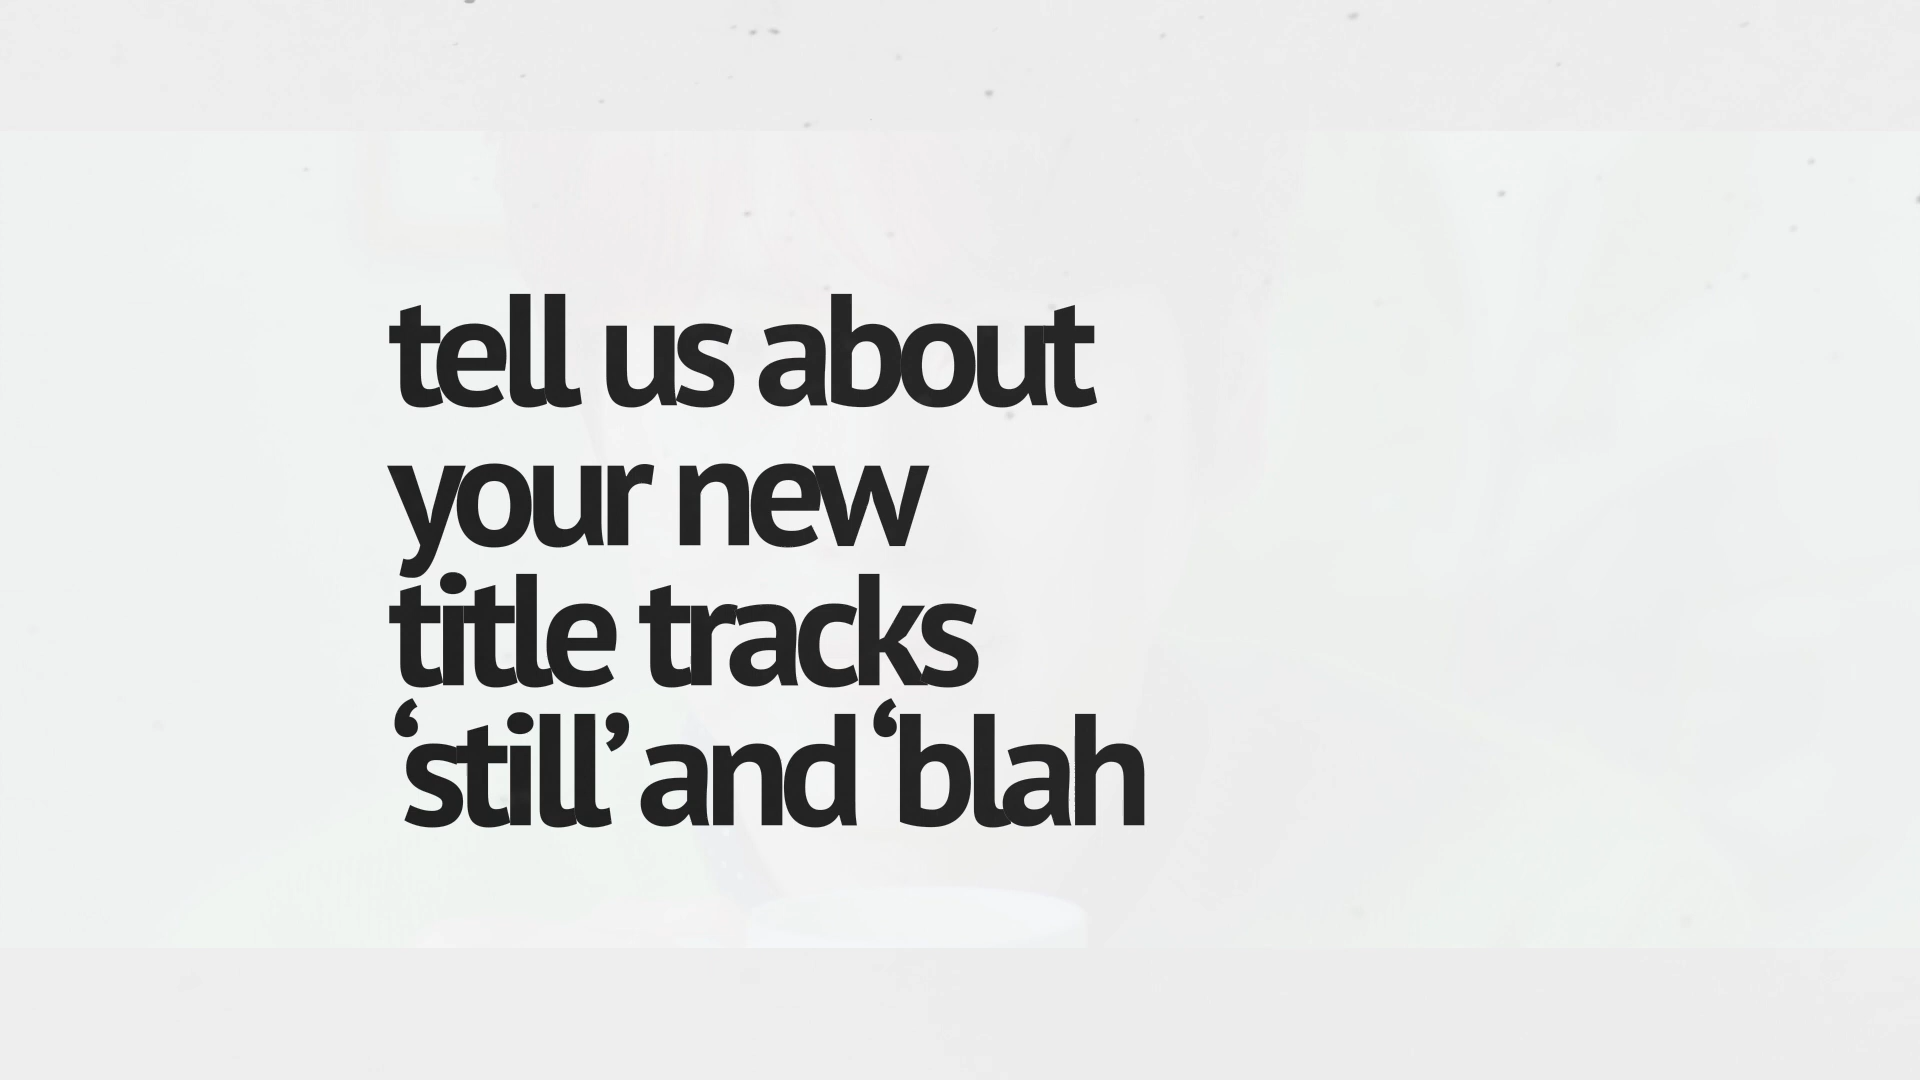 tell us about
your new
title tracks
‘still’ and ‘blah